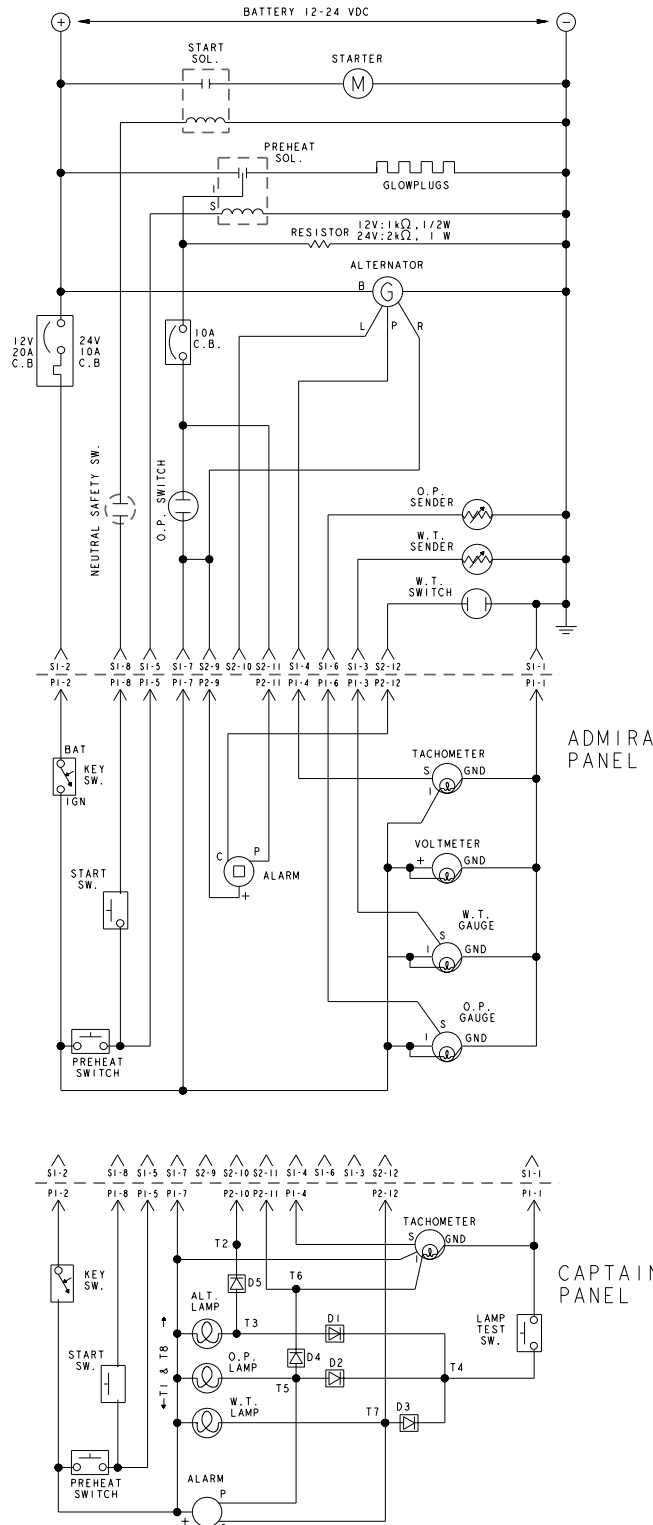 BATTERY 12-24 VDC
+
−
START
SOL.
STARTER
M
PREHEAT
SOL.
I
S
GLOWPLUGS
RESISTOR
12V:1kΩ,1/2W
24V:2kΩ, 1 W
ALTERNATOR
B
G
L
P
R
12V
20A
C.B
24V
10A
C.B
10A
C.B.
NEUTRAL SAFETY SW.
O.P. SWITCH
O.P.
SENDER
W.T.
SENDER
W.T.
SWITCH
S1-2 S1-8 S1-5 S1-7 S2-9 S2-10 S2-11 S1-4 S1-6 S1-3 S2-12 S1-1
P1-2 P1-8 P1-5 P1-7 P2-9 P2-11 P1-4 P1-6 P1-3 P2-12 P1-1
ADMIRA
PANEL
BAT
KEY
SW.
IGN
TACHOMETER
S
GND
I
VOLTMETER
+
GND
START
SW.
C
P
ALARM
+
W.T.
GAUGE
S
I
GND
O.P.
GAUGE
S
I
GND
PREHEAT
SWITCH
S1-2 S1-8 S1-5 S1-7 S2-9 S2-10 S2-11 S1-4 S1-6 S1-3 S2-12 S1-1
P1-2 P1-8 P1-5 P1-7 P2-10 P2-11 P1-4 P2-12 P1-1
CAPTAIN
PANEL
TACHOMETER
S
GND
I
T2
KEY
SW.
D5
T6
ALT.
LAMP
T3
D1
LAMP
TEST
SW.
START
SW.
←T1 & T8→
O.P.
LAMP
D4
D2
T4
T5
W.T.
LAMP
T7
D3
PREHEAT
SWITCH
ALARM
P
+